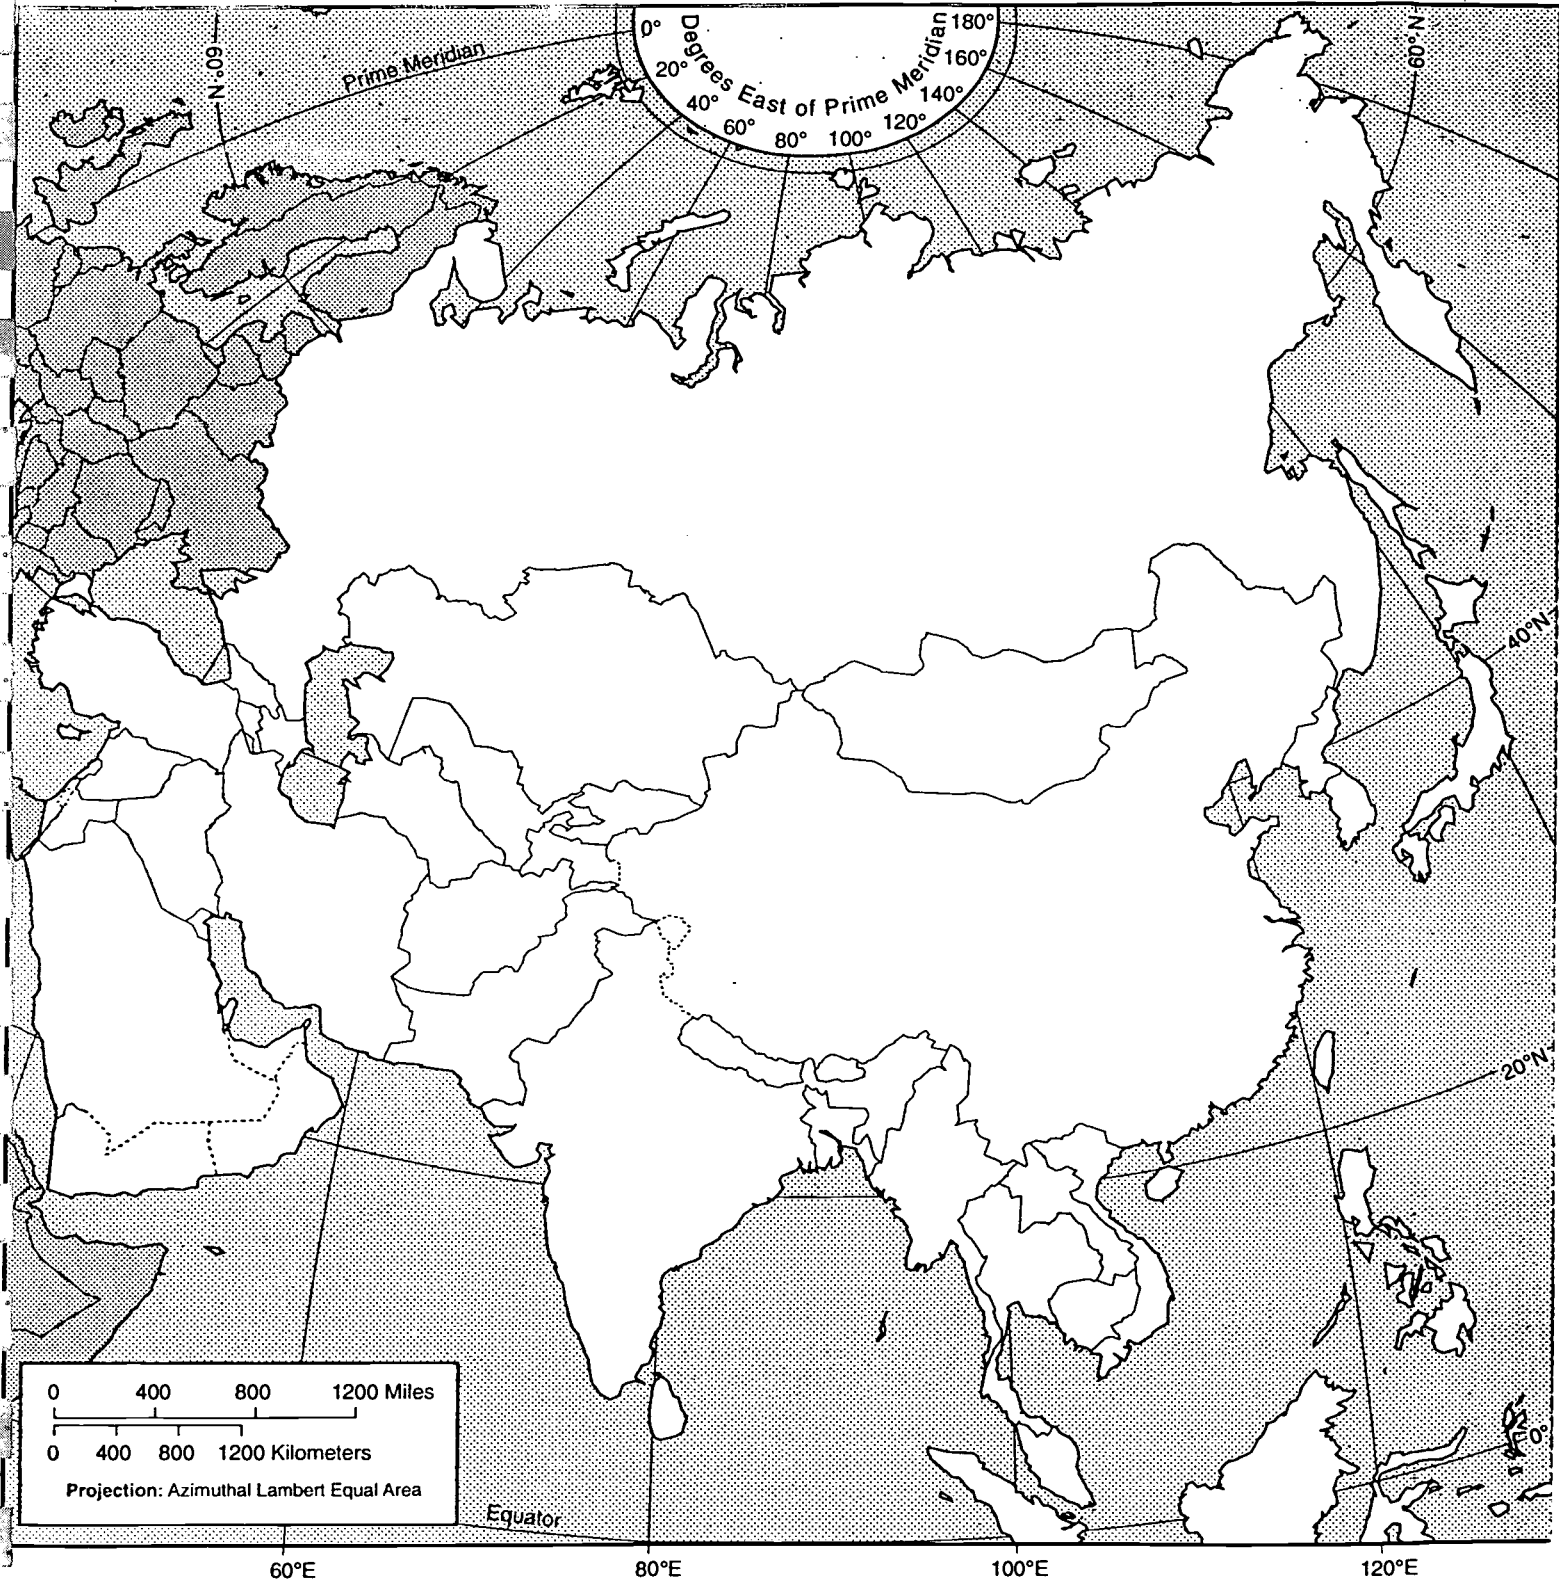 60°N
Prime Meridian
0°
20°
40°
60°
80°
100°
120°
140°
160°
180°
Degrees East of Prime Meridian
60°N
40°N
20°N
0°
0 400 800 1200 Miles
0 400 800 1200 Kilometers
Projection: Azimuthal Lambert Equal Area
Equator
60°E
80°E
100°E
120°E